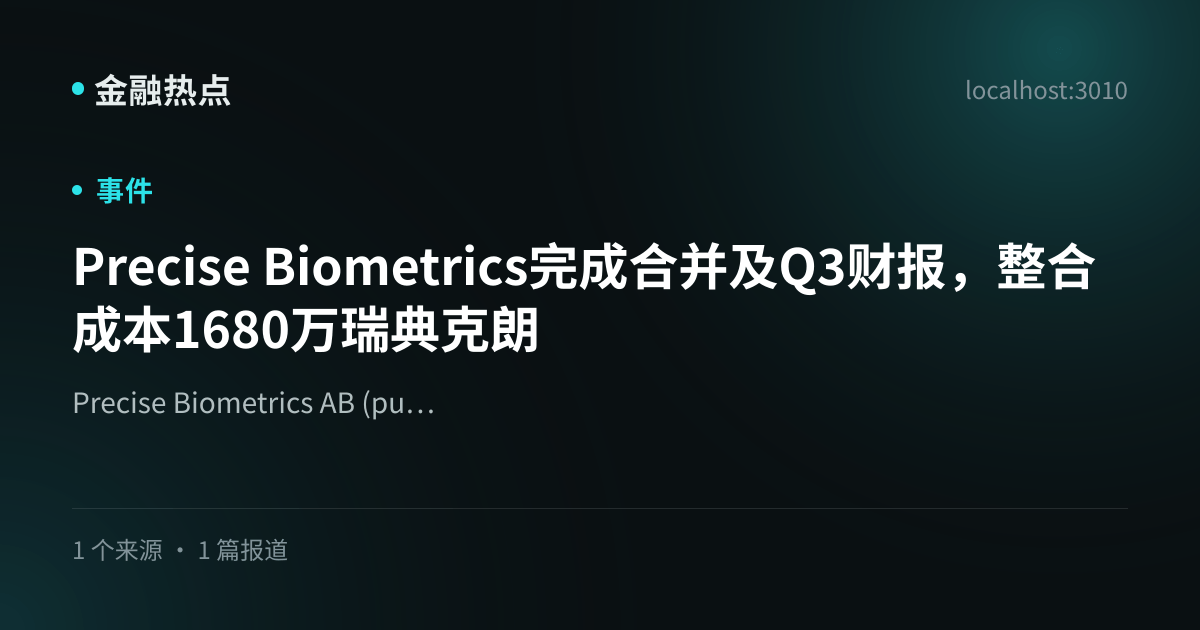 金融热点
localhost:3010
事件
Precise Biometrics完成合并及Q3财报，整合
成本1680万瑞典克朗
Precise Biometrics AB (pu…
1 个来源 · 1 篇报道